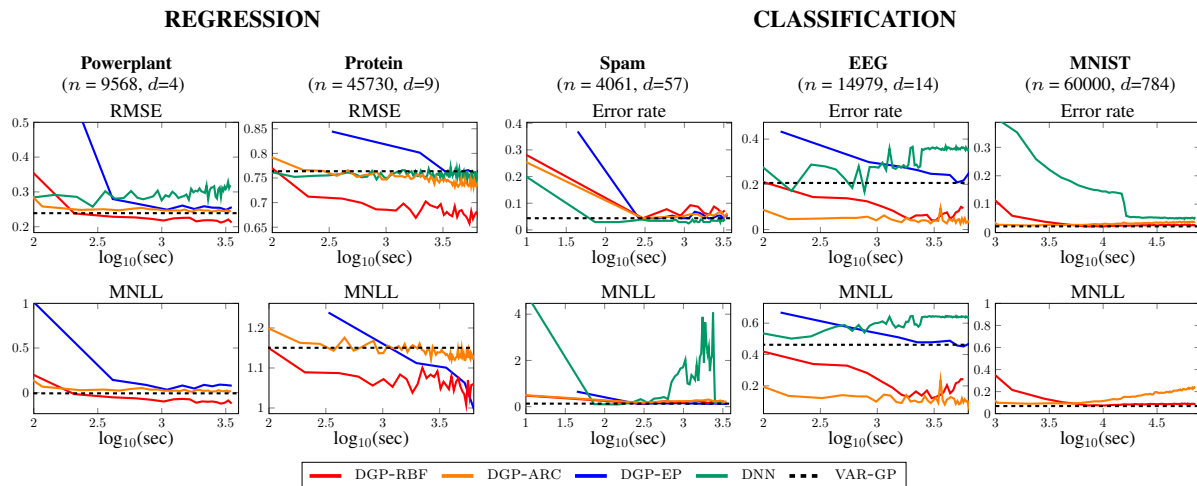 REGRESSION CLASSIFICATION
Powerplant Protein Spam EEG MNIST
(n = 9568, d=4) (n = 45730, d=9) (n = 4061, d=57) (n = 14979, d=14) (n = 60000, d=784)
RMSE RMSE Error rate Error rate Error rate
0.5 0.4 0.3 0.2
2 2.5 3 3.5
log10(sec)
0.85 0.8 0.75 0.7 0.65
2 2.5 3 3.5
log10(sec)
0.4 0.3 0.2 0.1 0
1 1.5 2 2.5 3 3.5
log10(sec)
0.4 0.2 0
2 2.5 3 3.5
log10(sec)
0.3 0.2 0.1 0
3 3.5 4 4.5
log10(sec)
MNLL MNLL MNLL MNLL MNLL
1 0.5 0
2 2.5 3 3.5
log10(sec)
1.2 1.1 1
2 2.5 3 3.5
log10(sec)
4 2 0
1 1.5 2 2.5 3 3.5
log10(sec)
0.6 0.4 0.2 0
2 2.5 3 3.5
log10(sec)
1 0.8 0.6 0.4 0.2 0
3 3.5 4 4.5
log10(sec)
DGP-RBF DGP-ARC DGP-EP DNN VAR-GP